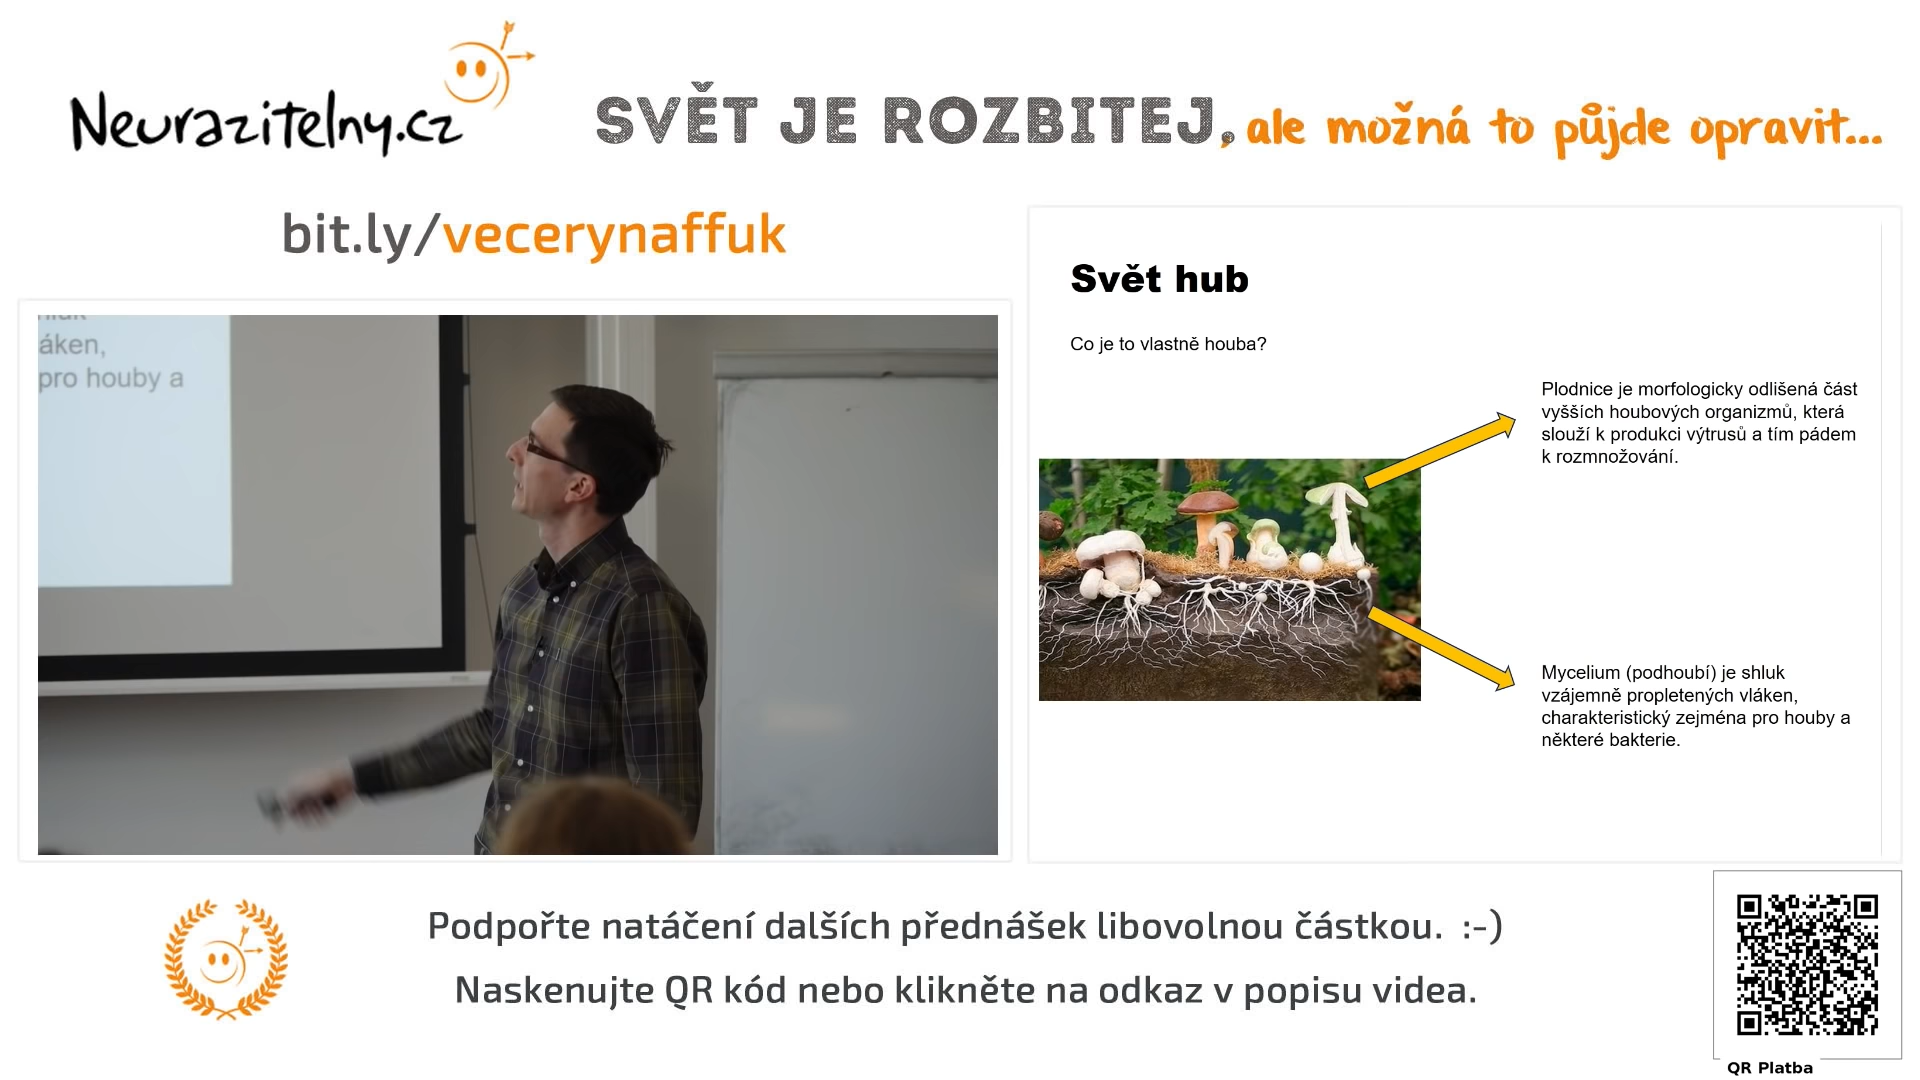 Neurazitelny.cz
SVĚT JE ROZBITEJ, ale možná to půjde opravit...
bit.ly/vecerynaffuk
áken,
pro houby a
Svět hub
Co je to vlastně houba?
Plodnice je morfologicky odlišená část
vyšších houbových organizmů, která
slouží k produkci výtrusů a tím pádem
k rozmnožování.
Mycelium (podhoubí) je shluk
vzájemně propletených vláken,
charakteristický zejména pro houby a
některé bakterie.
Podpořte natáčení dalších přednášek libovolnou částkou. :-)
Naskenujte QR kód nebo klikněte na odkaz v popisu videa.
QR Platba